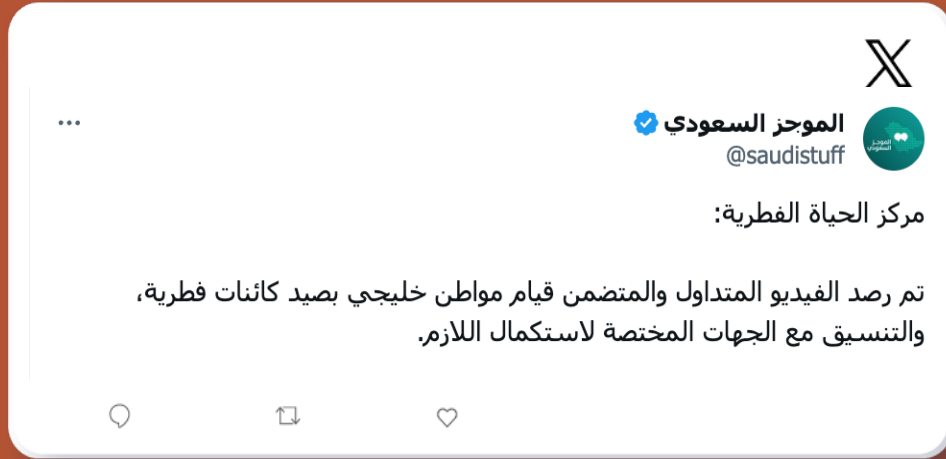 الموجز السعودي
@saudistuff
مركز الحياة الفطرية:
تم رصد الفيديو المتداول والمتضمن قيام مواطن خليجي بصيد كائنات فطرية،
والتنسيق مع الجهات المختصة لاستكمال اللازم.